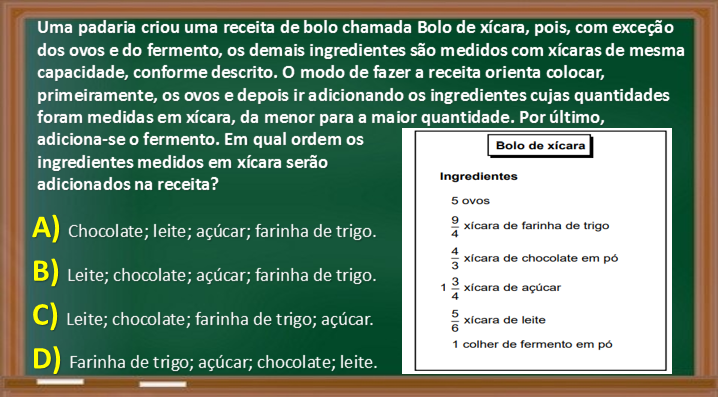 Uma padaria criou uma receita de bolo chamada Bolo de xícara, pois, com exceção
dos ovos e do fermento, os demais ingredientes são medidos com xícaras de mesma
capacidade, conforme descrito. O modo de fazer a receita orienta colocar,
primeiramente, os ovos e depois ir adicionando os ingredientes cujas quantidades
foram medidas em xícara, da menor para a maior quantidade. Por último,
adiciona-se o fermento. Em qual ordem os
ingredientes medidos em xícara serão
adicionados na receita?
A) Chocolate; leite; açúcar; farinha de trigo.
B) Leite; chocolate; açúcar; farinha de trigo.
C) Leite; chocolate; farinha de trigo; açúcar.
D) Farinha de trigo; açúcar; chocolate; leite.
Bolo de xícara
Ingredientes
5 ovos
9/4 xícara de farinha de trigo
4/3 xícara de chocolate em pó
1 3/4 xícara de açúcar
5/6 xícara de leite
1 colher de fermento em pó